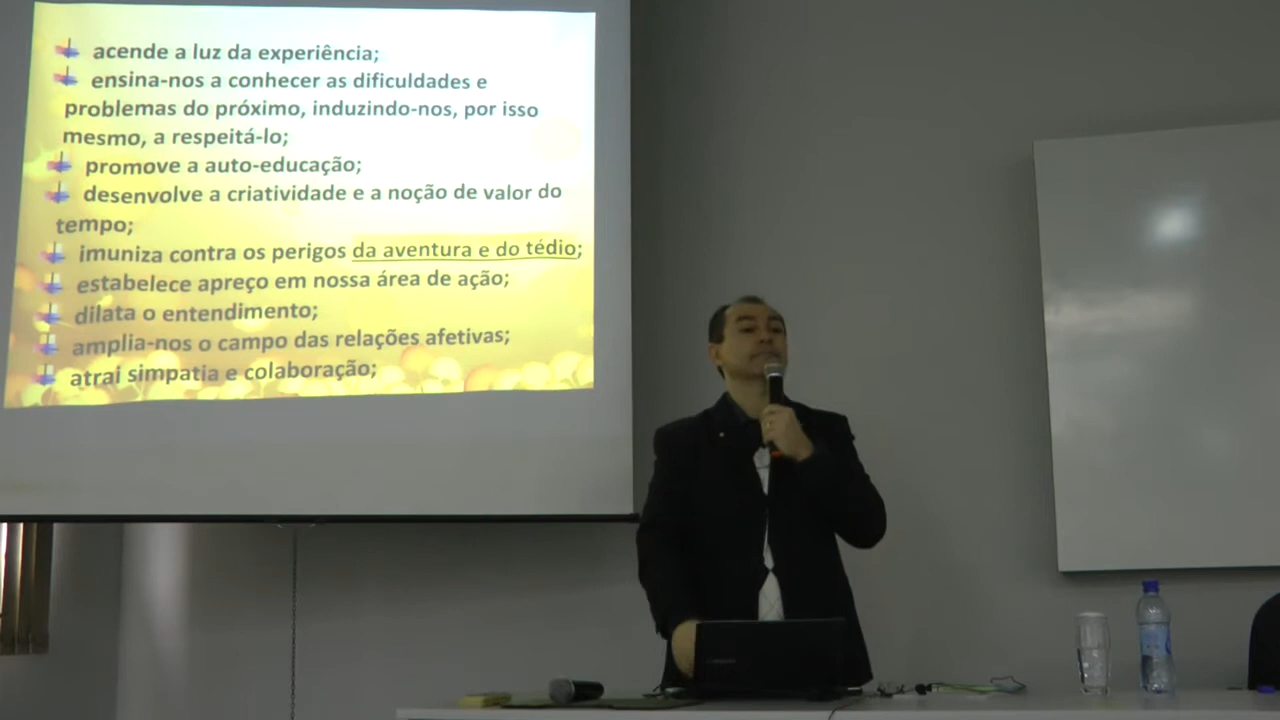 acende a luz da experiência;
ensina-nos a conhecer as dificuldades e
problemas do próximo, induzindo-nos, por isso
mesmo, a respeitá-lo;
promove a auto-educação;
desenvolve a criatividade e a noção de valor do
tempo;
imuniza contra os perigos da aventura e do tédio;
estabelece apreço em nossa área de ação;
dilata o entendimento;
amplia-nos o campo das relações afetivas;
atrai simpatia e colaboração;